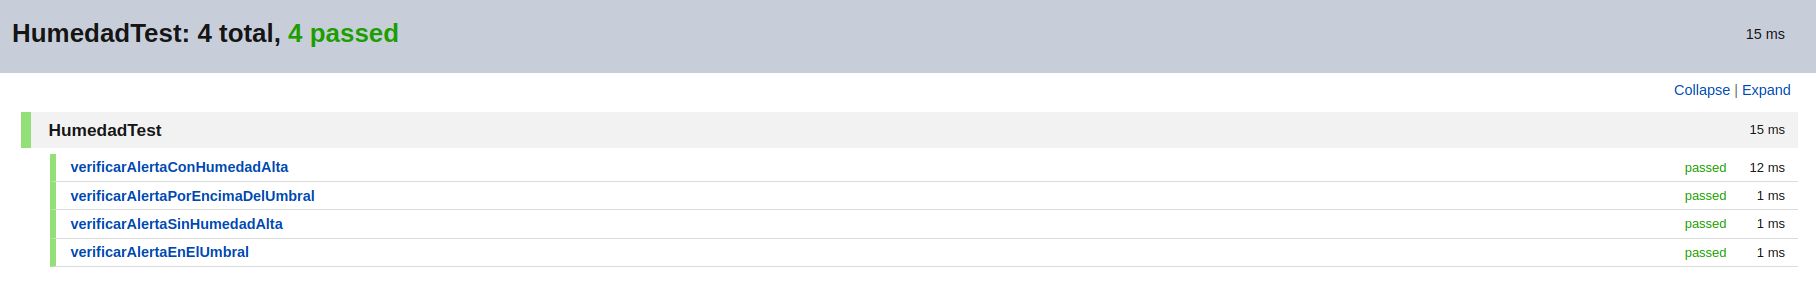 HumedadTest: 4 total, 4 passed 15 ms
Collapse | Expand
HumedadTest 15 ms
verificarAlertaConHumedadAlta passed 12 ms
verificarAlertaPorEncimaDelUmbral passed 1 ms
verificarAlertaSinHumedadAlta passed 1 ms
verificarAlertaEnElUmbral passed 1 ms